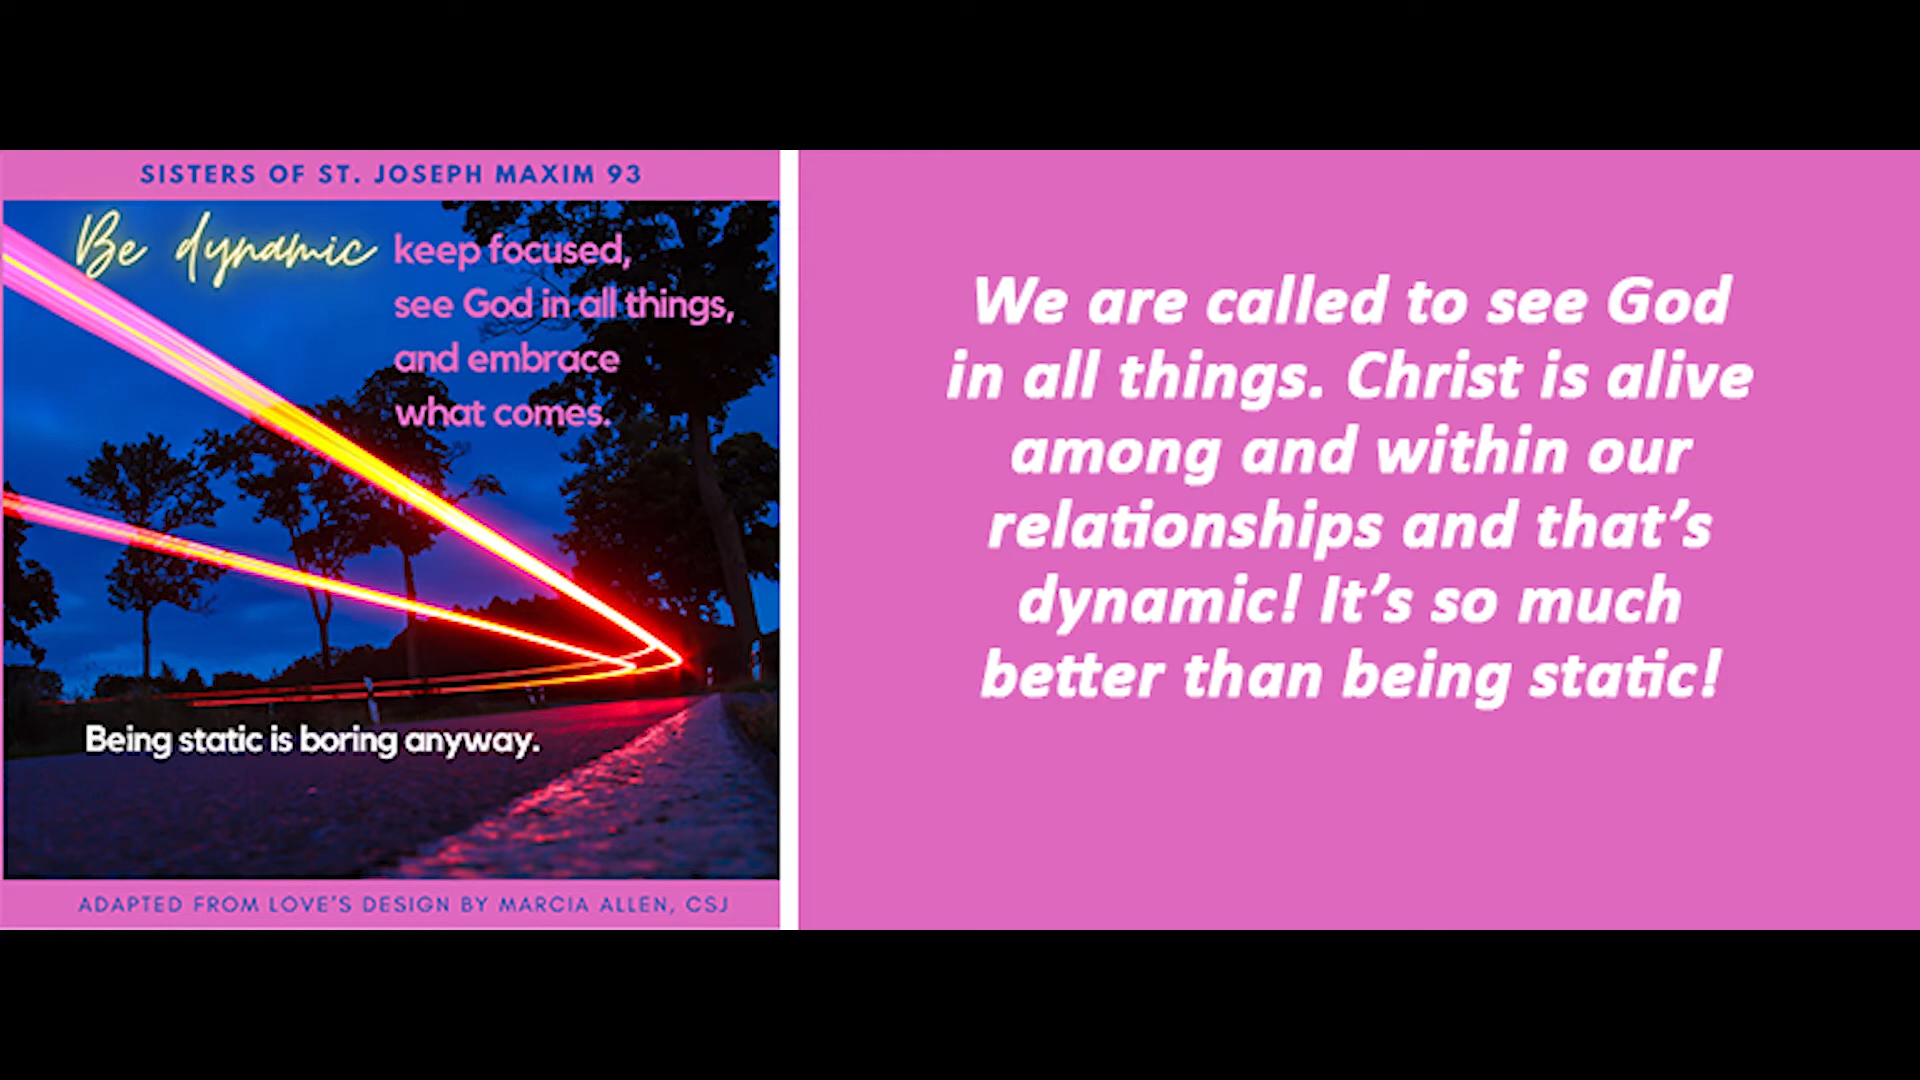 SISTERS OF ST. JOSEPH MAXIM 93
Be dynamic keep focused,
see God in all things,
and embrace
what comes.
Being static is boring anyway.
ADAPTED FROM LOVE'S DESIGN BY MARCIA ALLEN, CSJ
We are called to see God
in all things. Christ is alive
among and within our
relationships and that's
dynamic! It's so much
better than being static!